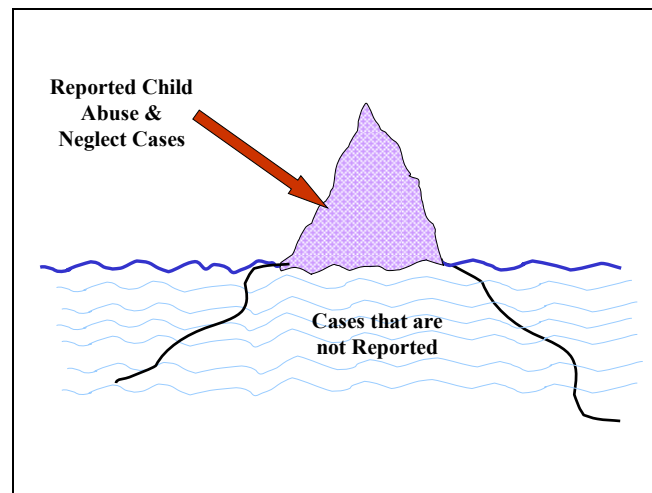 Reported Child
Abuse &
Neglect Cases
Cases that are
not Reported